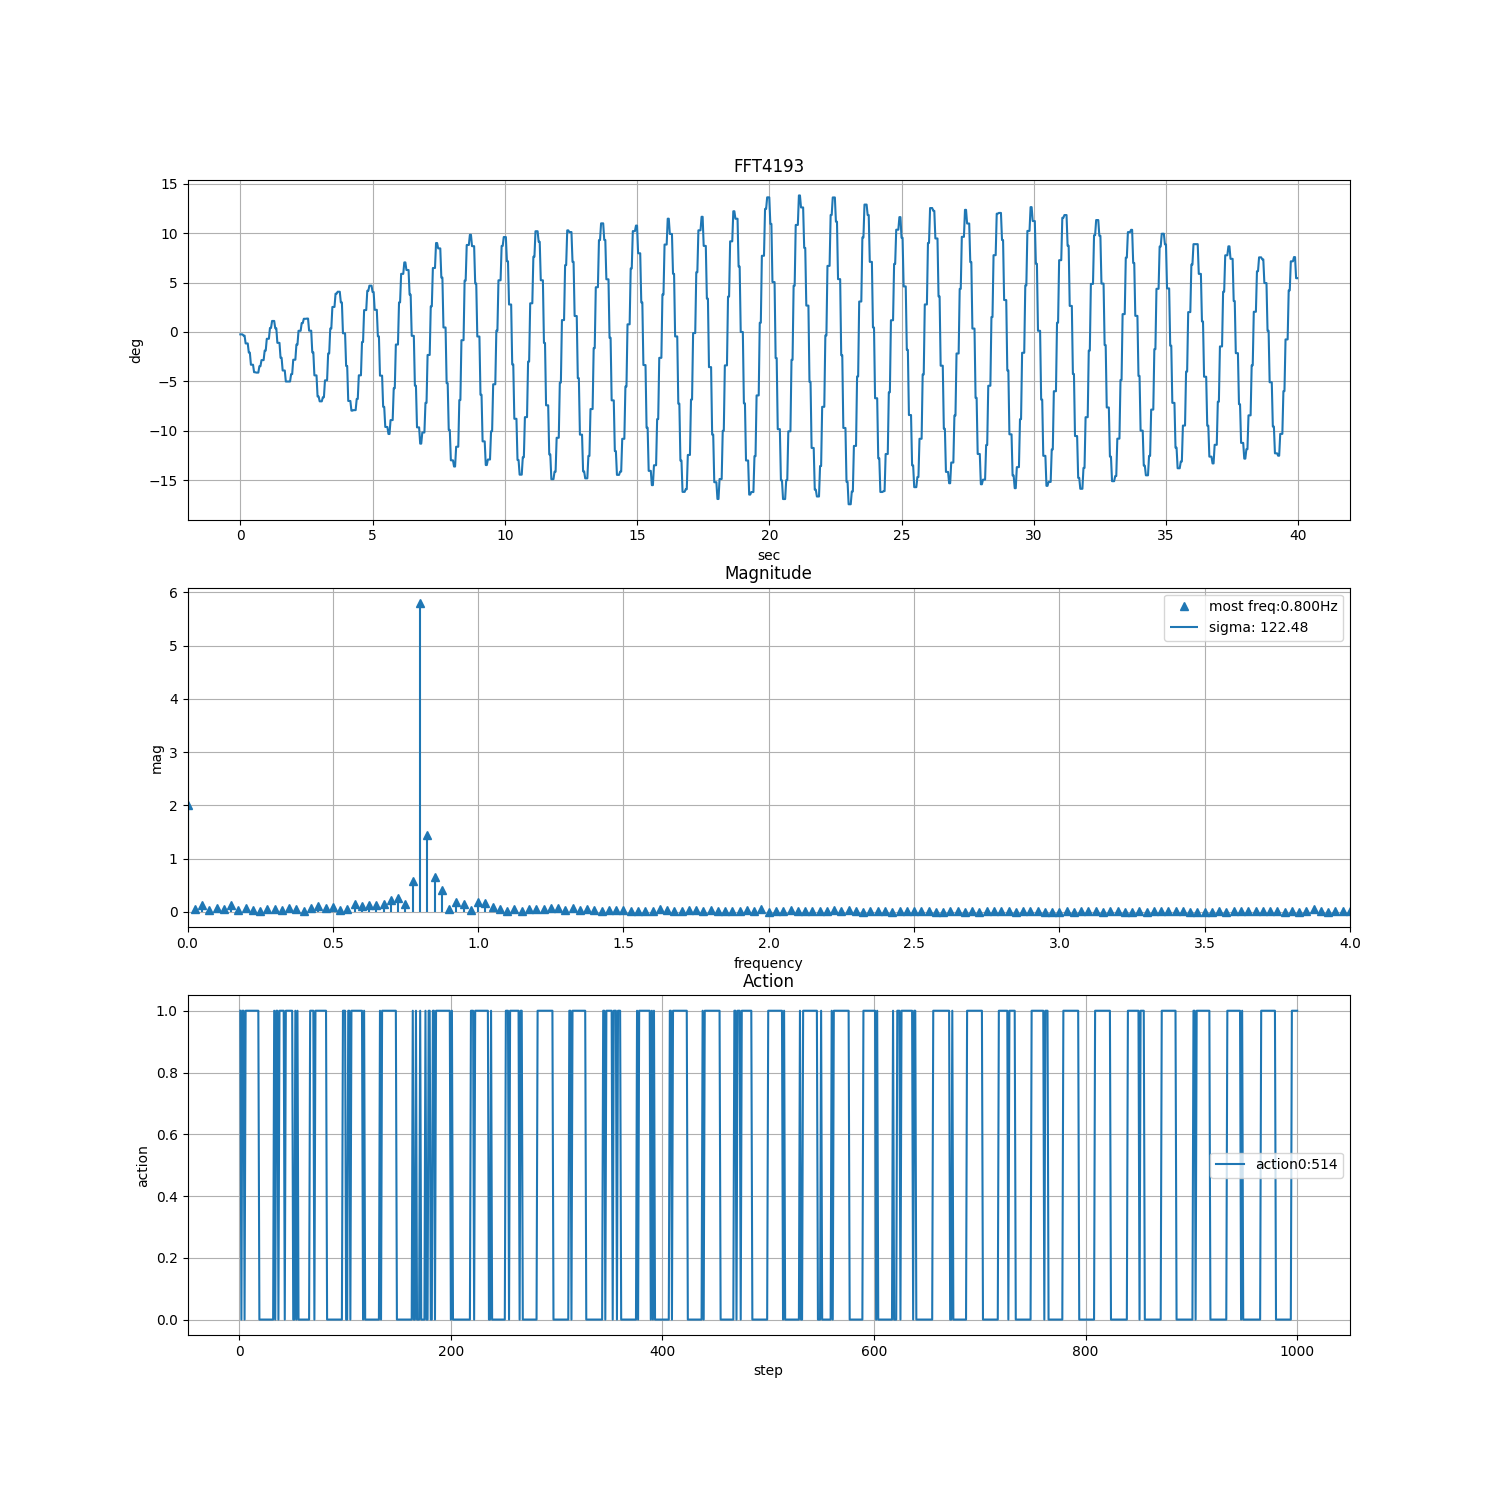 FFT4193
15
10
5
0
−5
−10
−15
deg
0 5 10 15 20 25 30 35 40
sec
Magnitude
6
5
4
3
2
1
0
mag
most freq:0.800Hz
sigma: 122.48
0.0 0.5 1.0 1.5 2.0 2.5 3.0 3.5 4.0
frequency
Action
1.0
0.8
0.6
0.4
0.2
0.0
action
action0:514
0 200 400 600 800 1000
step